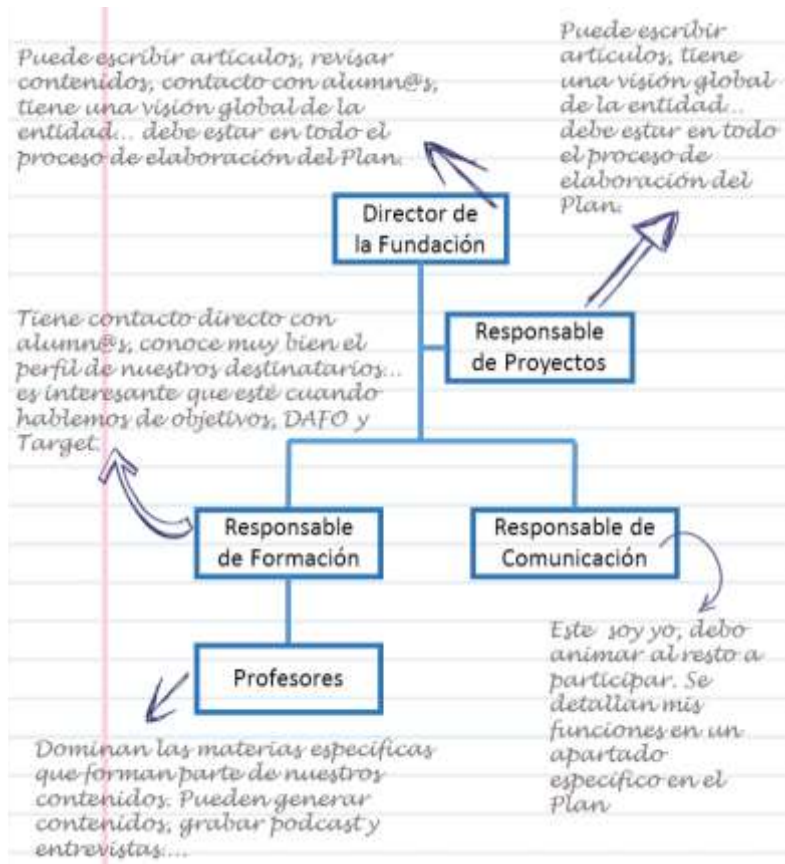 Puede escribir artículos, revisar
contenidos, contacto con alumn@s,
tiene una visión global de la
entidad... debe estar en todo el
proceso de elaboración del Plan.
Puede escribir
artículos, tiene
una visión global
de la entidad...
debe estar en todo
el proceso de
elaboración del
Plan.
Director de
la Fundación
Responsable
de Proyectos
Tiene contacto directo con
alumn@s, conoce muy bien el
perfil de nuestros destinatarios...
es interesante que esté cuando
hablemos de objetivos, DAFO y
Target.
Responsable
de Formación
Responsable de
Comunicación
Profesores
Este soy yo, debo
animar al resto a
participar. Se
detallan mis
funciones en un
apartado
específico en el
Plan
Dominan las materias específicas
que forman parte de nuestros
contenidos. Pueden generar
contenidos, grabar podcast y
entrevistas....